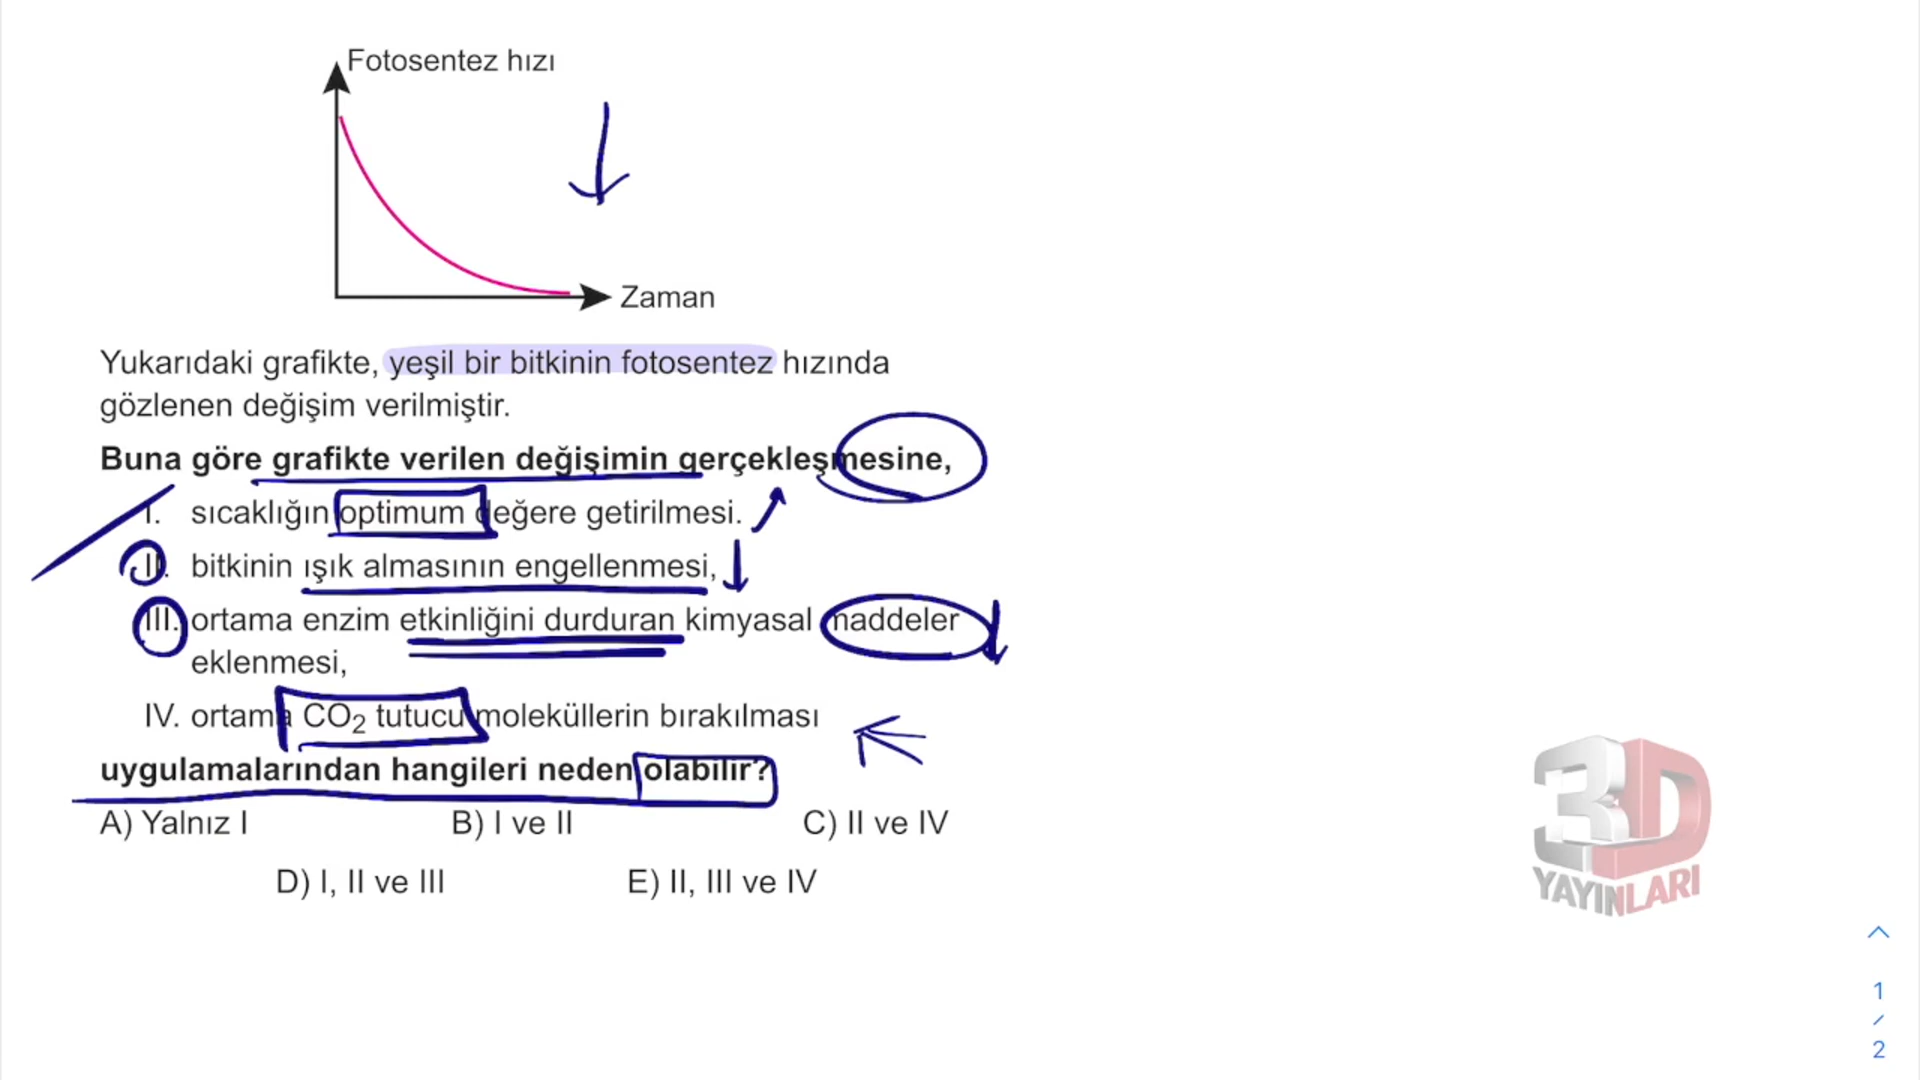 Fotosentez hızı
Zaman
Yukarıdaki grafikte, yeşil bir bitkinin fotosentez hızında
gözlenen değişim verilmiştir.
Buna göre grafikte verilen değişimin gerçekleşmesine,
I. sıcaklığın optimum değere getirilmesi.
II. bitkinin ışık almasının engellenmesi,
III. ortama enzim etkinliğini durduran kimyasal maddeler
eklenmesi,
IV. ortama CO₂ tutucu moleküllerin bırakılması
uygulamalarından hangileri neden olabilir?
A) Yalnız I B) I ve II C) II ve IV
D) I, II ve III E) II, III ve IV
3D
YAYINLARI
1
/
2